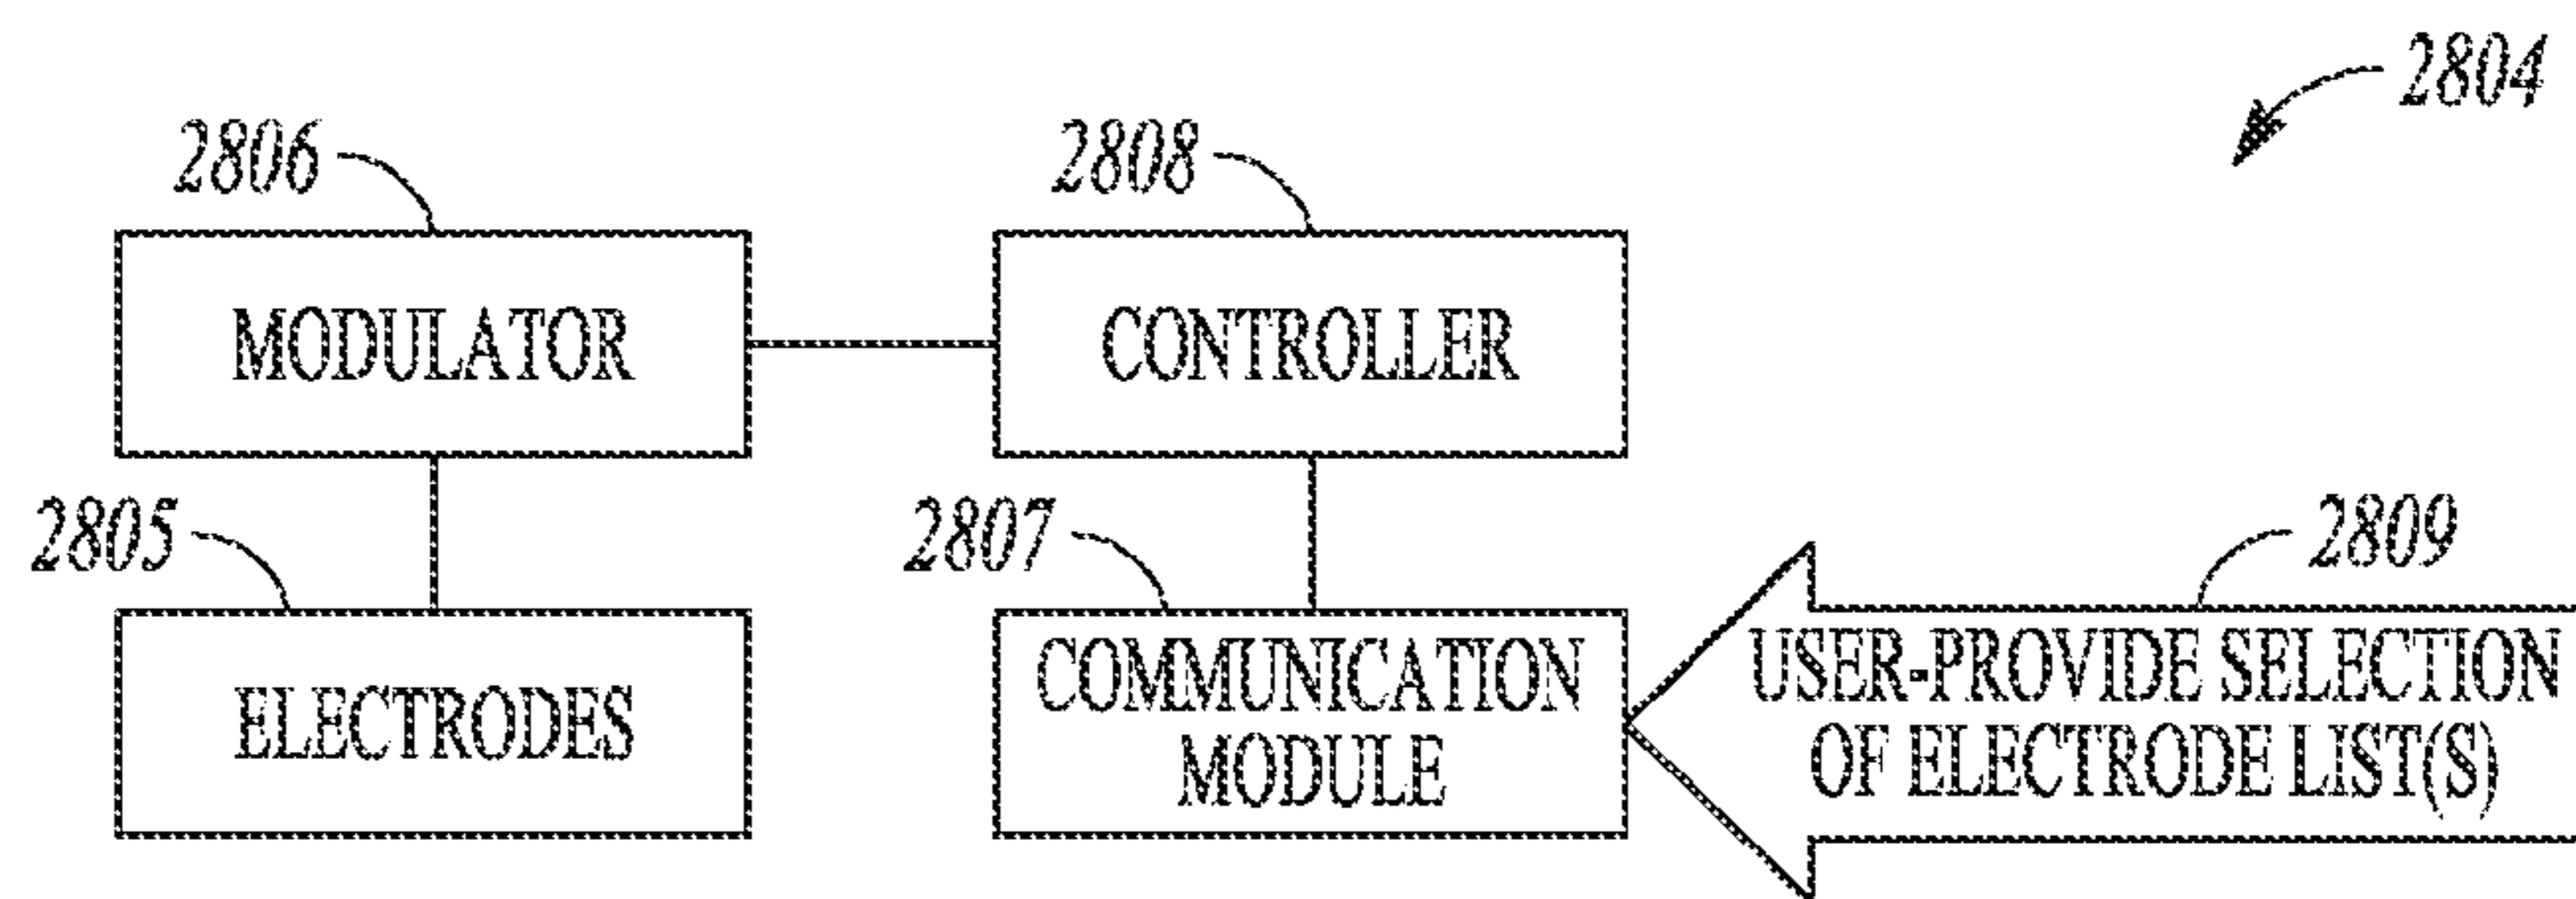 2804
2806
2808
MODULATOR
CONTROLLER
2805
2807
2809
ELECTRODES
COMMUNICATION
MODULE
USER-PROVIDE SELECTION
OF ELECTRODE LIST(S)